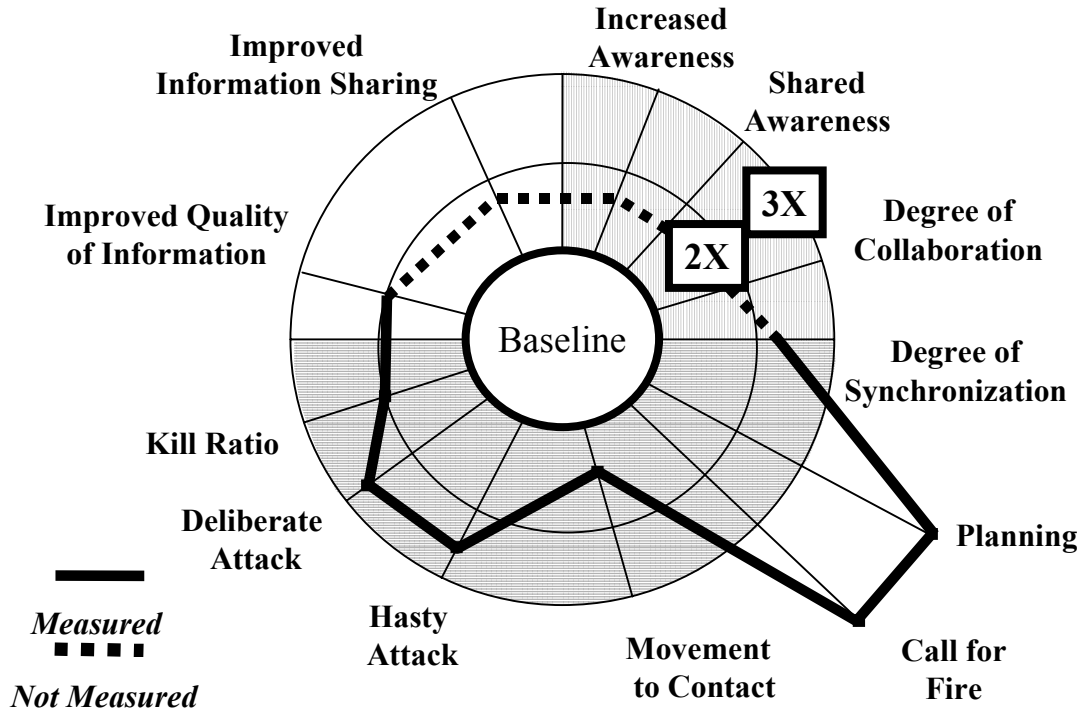 Increased
Awareness
Improved
Information Sharing
Shared
Awareness
3X
Improved Quality
of Information
Degree of
Collaboration
2X
Baseline
Degree of
Synchronization
Kill Ratio
Deliberate
Attack
Planning
Measured
Not Measured
Hasty
Attack
Movement
to Contact
Call for
Fire